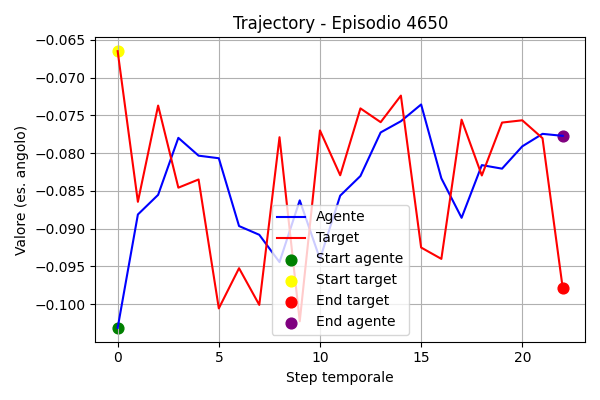 Trajectory - Episodio 4650
Valore (es. angolo)
−0.065
−0.070
−0.075
−0.080
−0.085
−0.090
−0.095
−0.100
Agente
Target
Start agente
Start target
End target
End agente
0
5
10
15
20
Step temporale